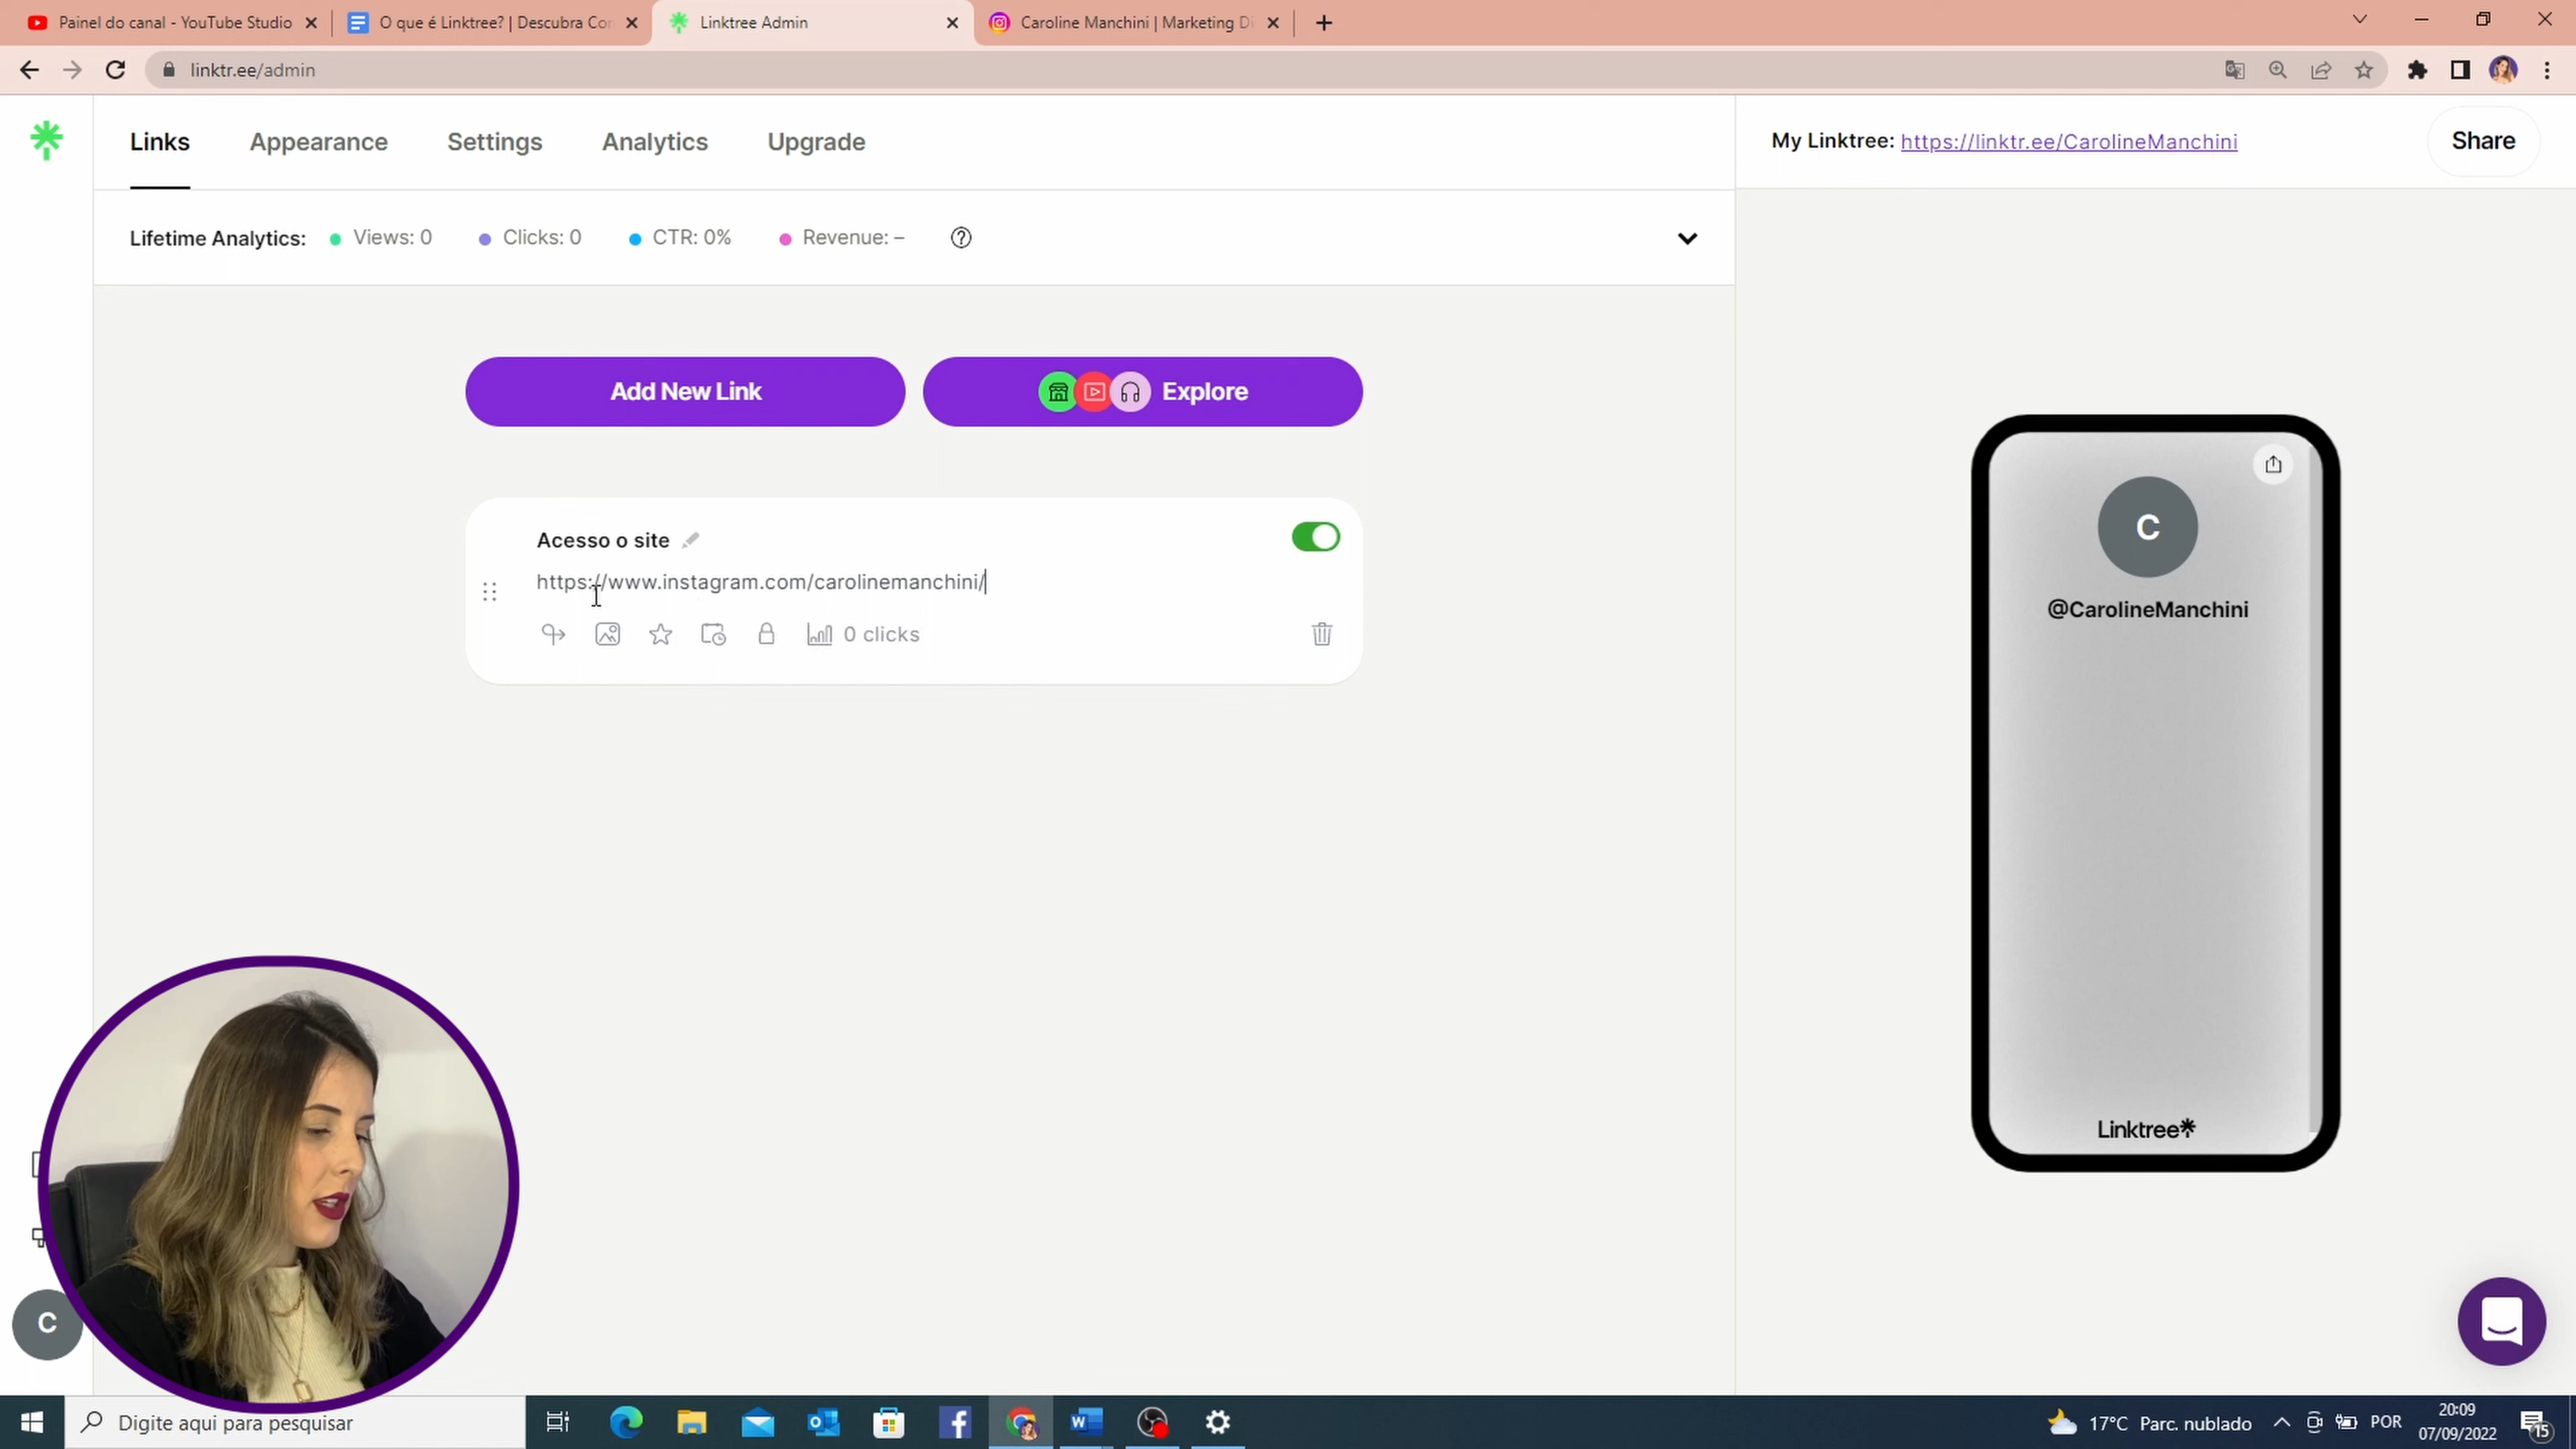 Painel do canal - YouTube Studio
O que é Linktree? | Descubra Con
Linktree Admin
Caroline Manchini | Marketing Di
linktr.ee/admin
Links
Appearance
Settings
Analytics
Upgrade
My Linktree: https://linktr.ee/CarolineManchini
Share
Lifetime Analytics:
Views: 0
Clicks: 0
CTR: 0%
Revenue: –
Add New Link
Explore
Acesso o site
https://www.instagram.com/carolinemanchini/
0 clicks
C
@CarolineManchini
Linktree
C
Digite aqui para pesquisar
17°C Parc. nublado
POR
20:09
07/09/2022
15